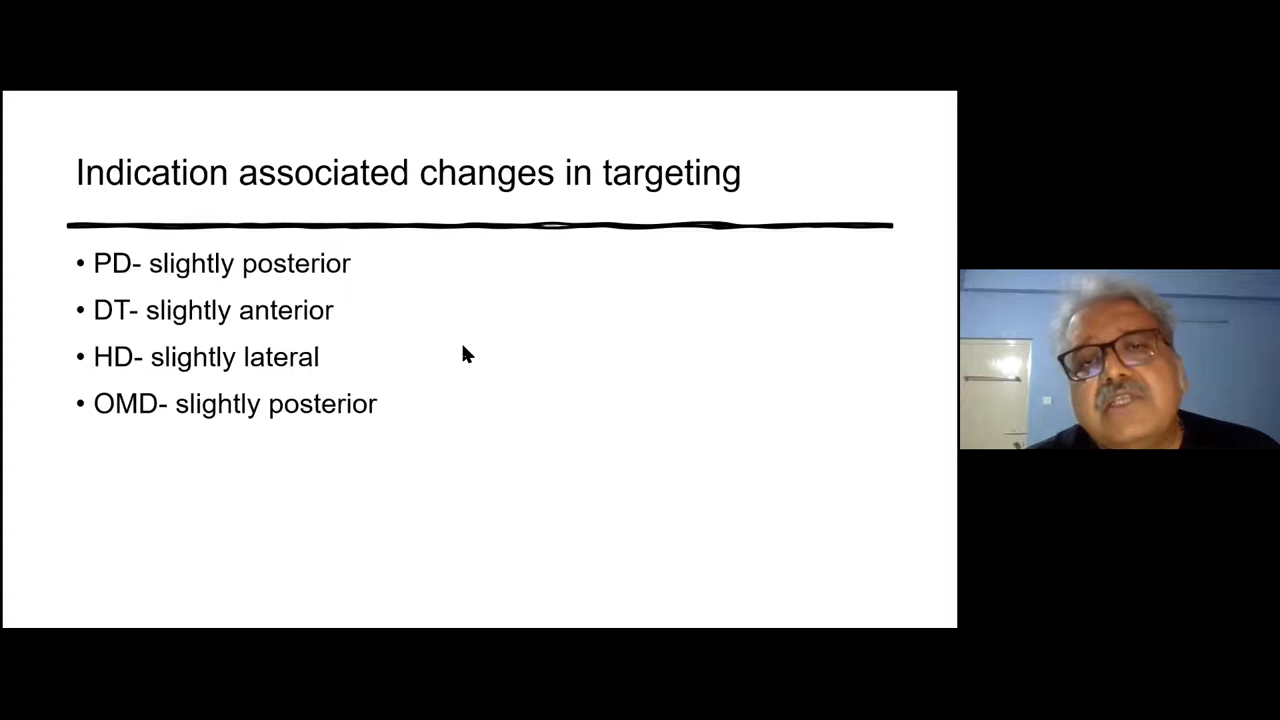 Indication associated changes in targeting
• PD- slightly posterior
• DT- slightly anterior
• HD- slightly lateral
• OMD- slightly posterior